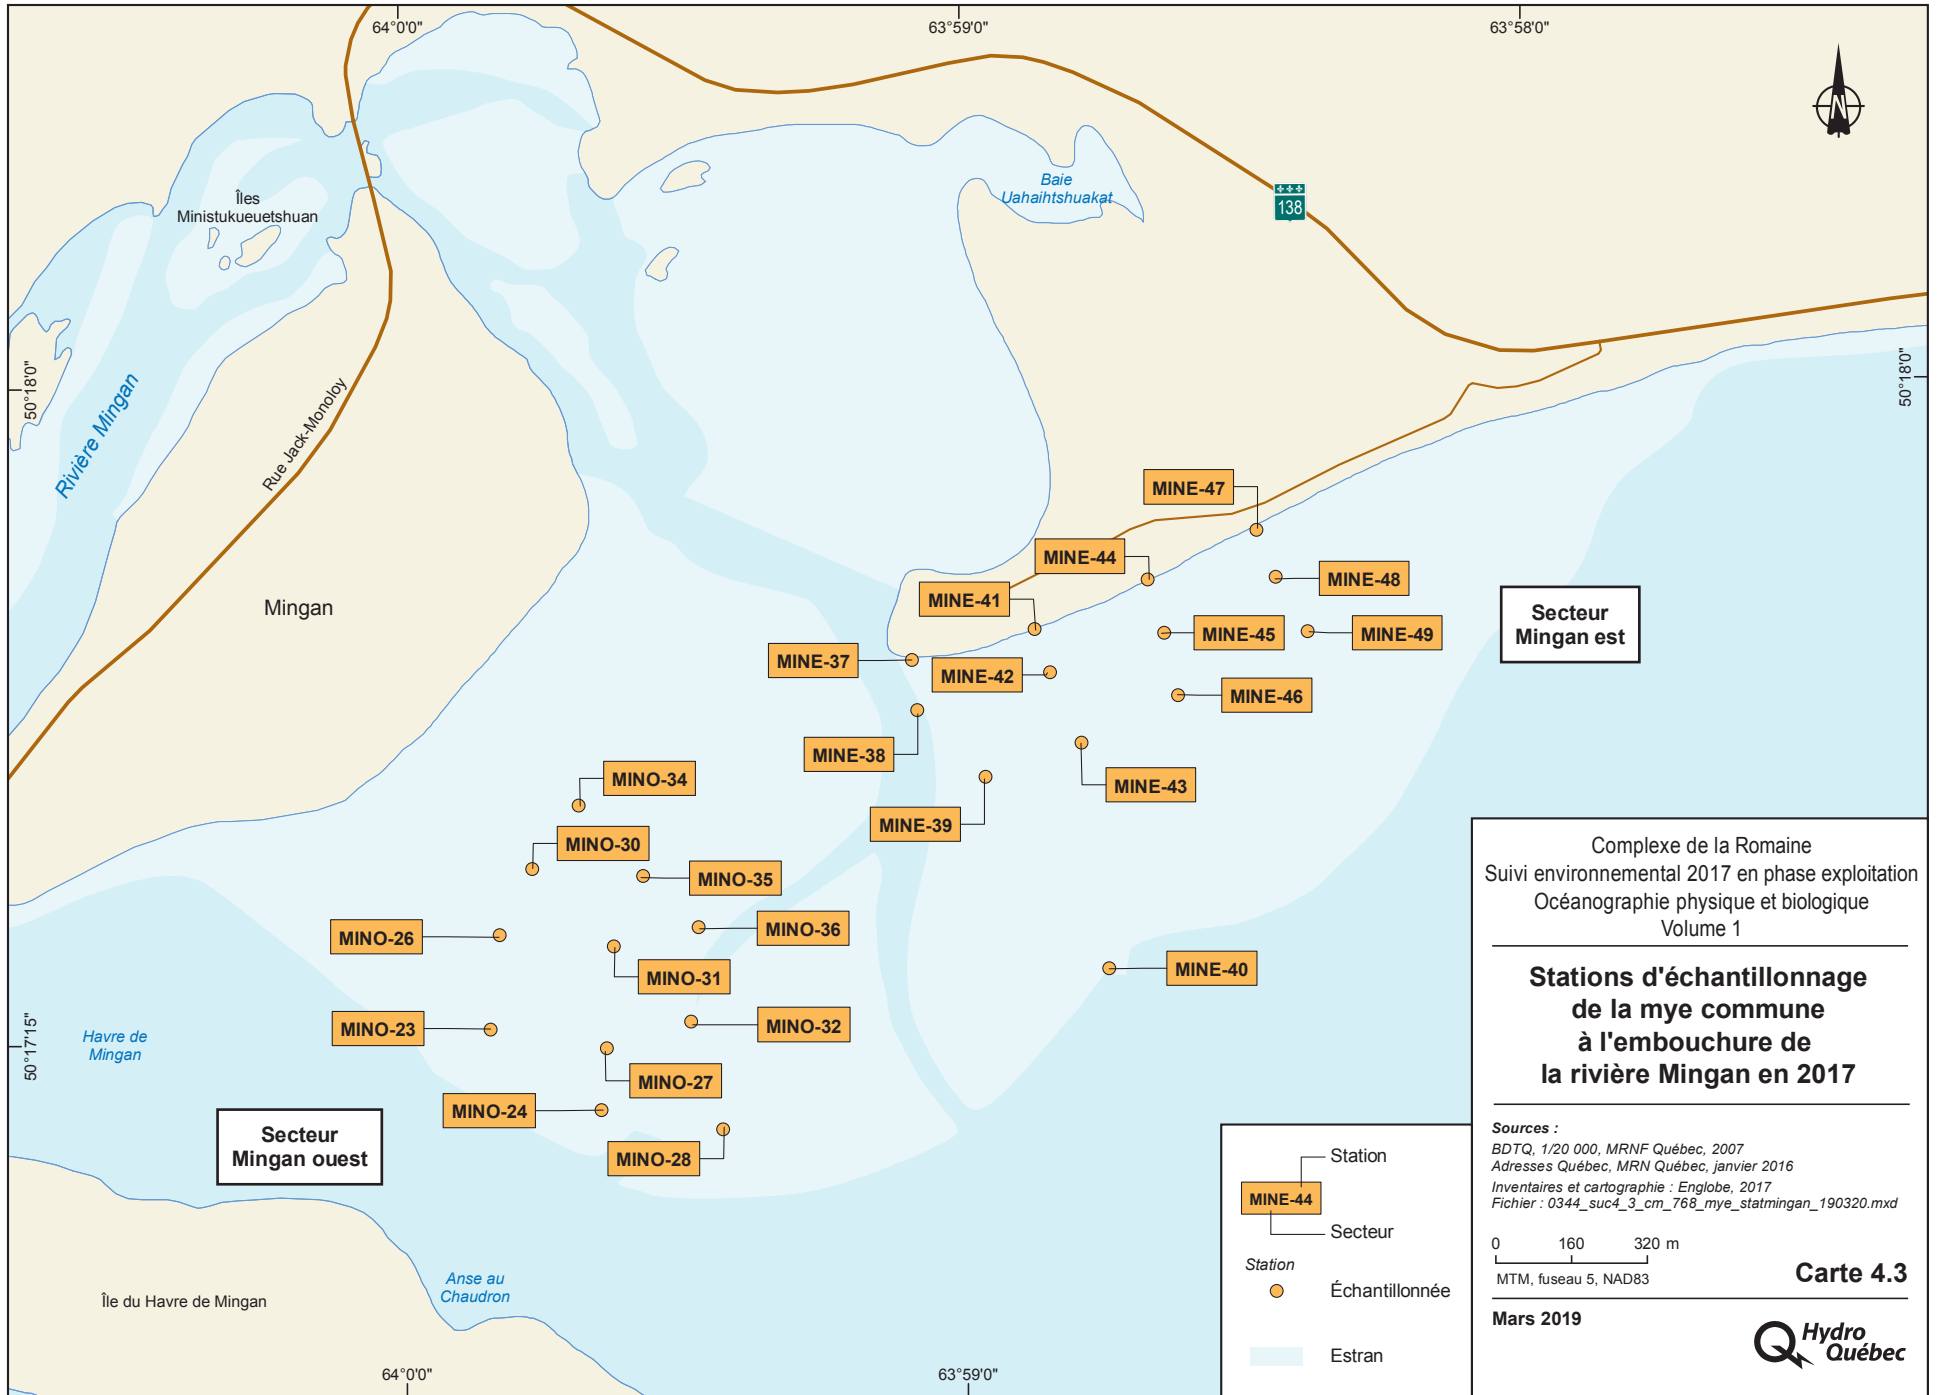 64°0'0"
63°59'0"
63°58'0"
N
Îles
Ministukueuetshuan
Baie
Uahaihtshuakat
138
50°18'0"
50°18'0"
Rivière Mingan
Rue Jack-Monoloy
Mingan
MINE-47
MINE-44
MINE-48
MINE-41
MINE-45
MINE-49
MINE-37
MINE-42
MINE-46
MINE-38
MINE-43
MINE-39
MINE-40
Secteur
Mingan est
MINO-34
MINO-30
MINO-35
MINO-26
MINO-36
MINO-31
MINO-23
MINO-32
MINO-27
MINO-24
MINO-28
50°17'15"
Havre de
Mingan
Secteur
Mingan ouest
Anse au
Chaudron
Île du Havre de Mingan
64°0'0"
63°59'0"
Station
MINE-44
Secteur
Station
Échantillonnée
Estran
Complexe de la Romaine
Suivi environnemental 2017 en phase exploitation
Océanographie physique et biologique
Volume 1
Stations d'échantillonnage
de la mye commune
à l'embouchure de
la rivière Mingan en 2017
Sources :
BDTQ, 1/20 000, MRNF Québec, 2007
Adresses Québec, MRN Québec, janvier 2016
Inventaires et cartographie : Englobe, 2017
Fichier : 0344_suc4_3_cm_768_mye_statmingan_190320.mxd
0 160 320 m
MTM, fuseau 5, NAD83
Carte 4.3
Mars 2019
Hydro
Québec